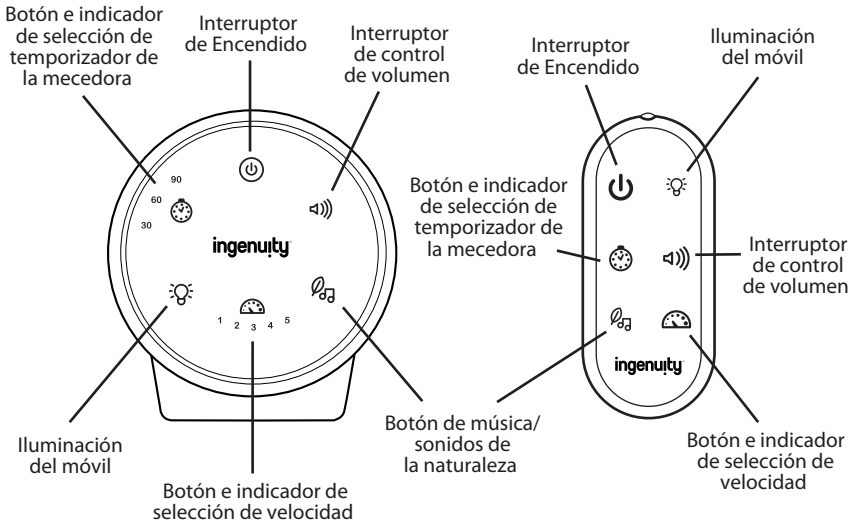 Botón e indicador
de selección de
temporizador de
la mecedora
Interruptor
de Encendido
Interruptor
de control
de volumen
90
60
30
ingenuity
1 2 3 4 5
Iluminación
del móvil
Botón e indicador de
selección de velocidad
Botón de música/
sonidos de
la naturaleza
Interruptor
de Encendido
Iluminación
del móvil
Botón e indicador
de selección de
temporizador de
la mecedora
Interruptor
de control
de volumen
ingenuity
Botón e indicador
de selección de
velocidad